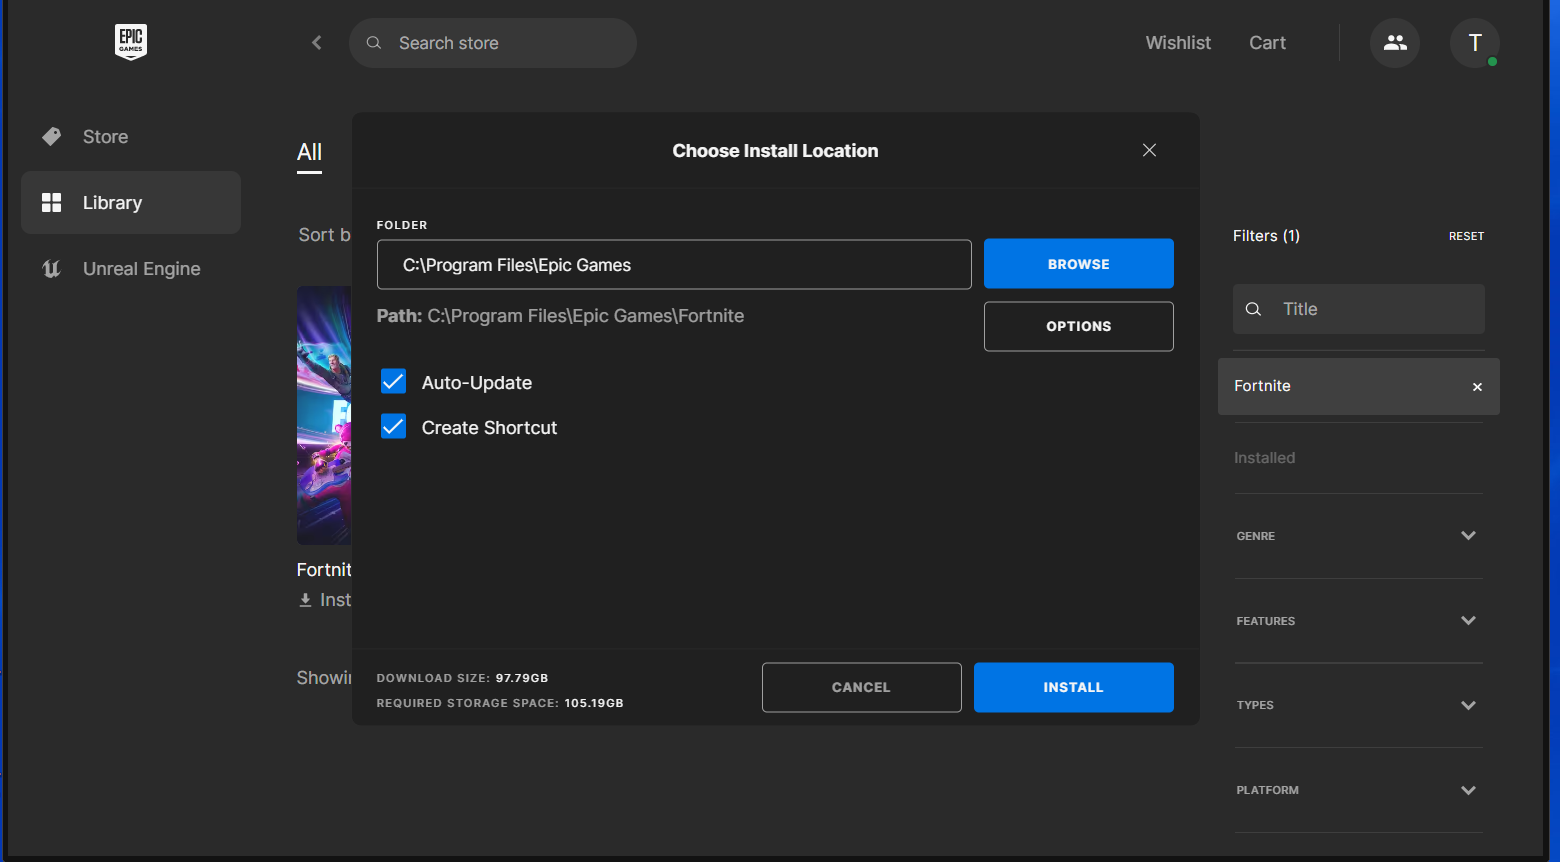 EPIC
GAMES
Search store
Wishlist
Cart
T
Store
Library
Unreal Engine
All
Sort b
Fortnit
Inst
Showin
Choose Install Location
FOLDER
C:\Program Files\Epic Games
BROWSE
Path: C:\Program Files\Epic Games\Fortnite
OPTIONS
Auto-Update
Create Shortcut
DOWNLOAD SIZE: 97.79GB
REQUIRED STORAGE SPACE: 105.19GB
CANCEL
INSTALL
Filters (1)
RESET
Title
Fortnite
Installed
GENRE
FEATURES
TYPES
PLATFORM